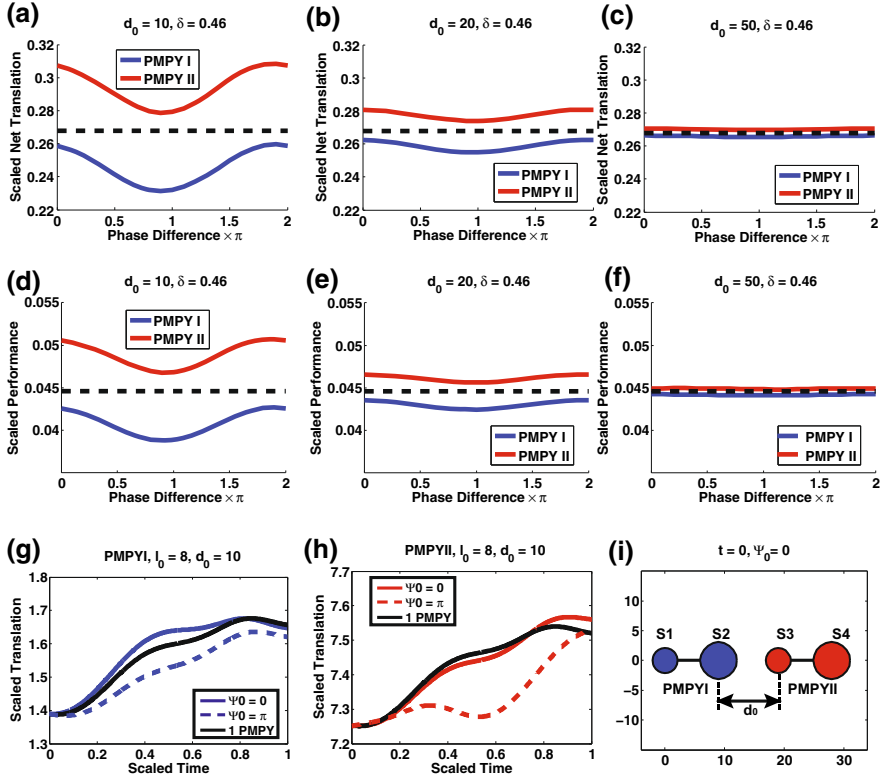 (a)
d0 = 10, δ = 0.46
Scaled Net Translation
0.32
0.3
0.28
0.26
0.24
0.22
PMPY I
PMPY II
0 0.5 1 1.5 2
Phase Difference × π
(b)
d0 = 20, δ = 0.46
Scaled Net Translation
0.32
0.3
0.28
0.26
0.24
0.22
PMPY I
PMPY II
0 0.5 1 1.5 2
Phase Difference × π
(c)
d0 = 50, δ = 0.46
Scaled Net Translation
0.32
0.3
0.28
0.26
0.24
0.22
PMPY I
PMPY II
0 0.5 1 1.5 2
Phase Difference × π
(d)
d0 = 10, δ = 0.46
Scaled Performance
0.055
0.05
0.045
0.04
PMPY I
PMPY II
0 0.5 1 1.5 2
Phase Difference × π
(e)
d0 = 20, δ = 0.46
Scaled Performance
0.055
0.05
0.045
0.04
PMPY I
PMPY II
0 0.5 1 1.5 2
Phase Difference × π
(f)
d0 = 50, δ = 0.46
Scaled Performance
0.055
0.05
0.045
0.04
PMPY I
PMPY II
0 0.5 1 1.5 2
Phase Difference × π
(g)
PMPYI, l0 = 8, d0 = 10
Scaled Translation
1.8
1.7
1.6
1.5
1.4
1.3
Ψ0 = 0
Ψ0 = π
1 PMPY
0 0.2 0.4 0.6 0.8 1
Scaled Time
(h)
PMPYII, l0 = 8, d0 = 10
Scaled Translation
7.7
7.6
7.5
7.4
7.3
7.2
Ψ0 = 0
Ψ0 = π
1 PMPY
0 0.2 0.4 0.6 0.8 1
Scaled Time
(i)
t = 0, Ψ0= 0
15
10
5
0
−5
−10
S1 S2 S3 S4
PMPYI PMPYII
d0
0 10 20 30